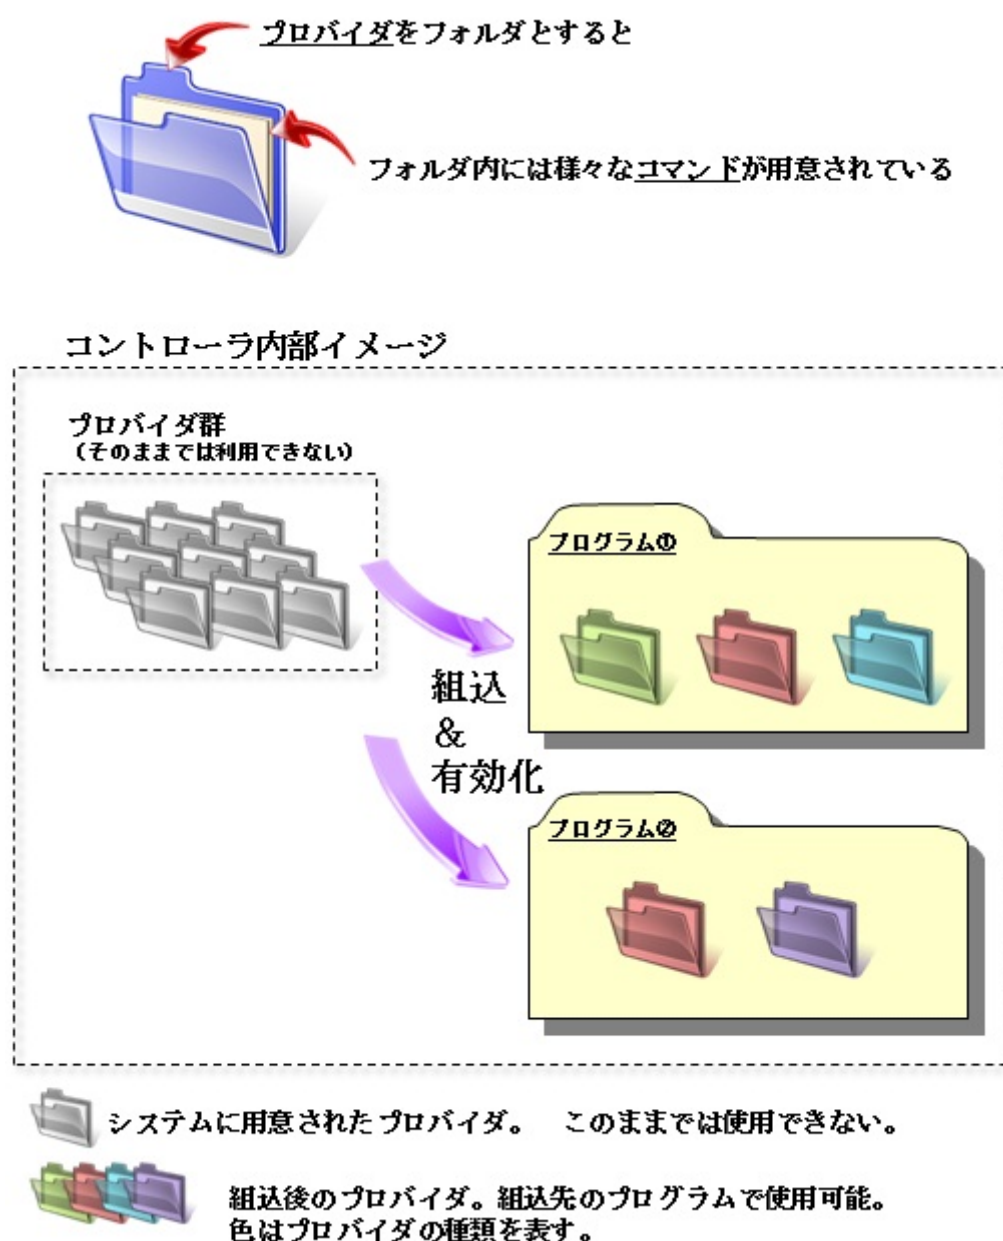 プロバイダをフォルダとすると
フォルダ内には様々なコマンドが用意されている
コントローラ内部イメージ
プロバイダ群
（そのままでは利用できない）
プログラム①
組込
＆
有効化
プログラム②
システムに用意されたプロバイダ。　このままでは使用できない。
組込後のプロバイダ。組込先のプログラムで使用可能。
色はプロバイダの種類を表す。